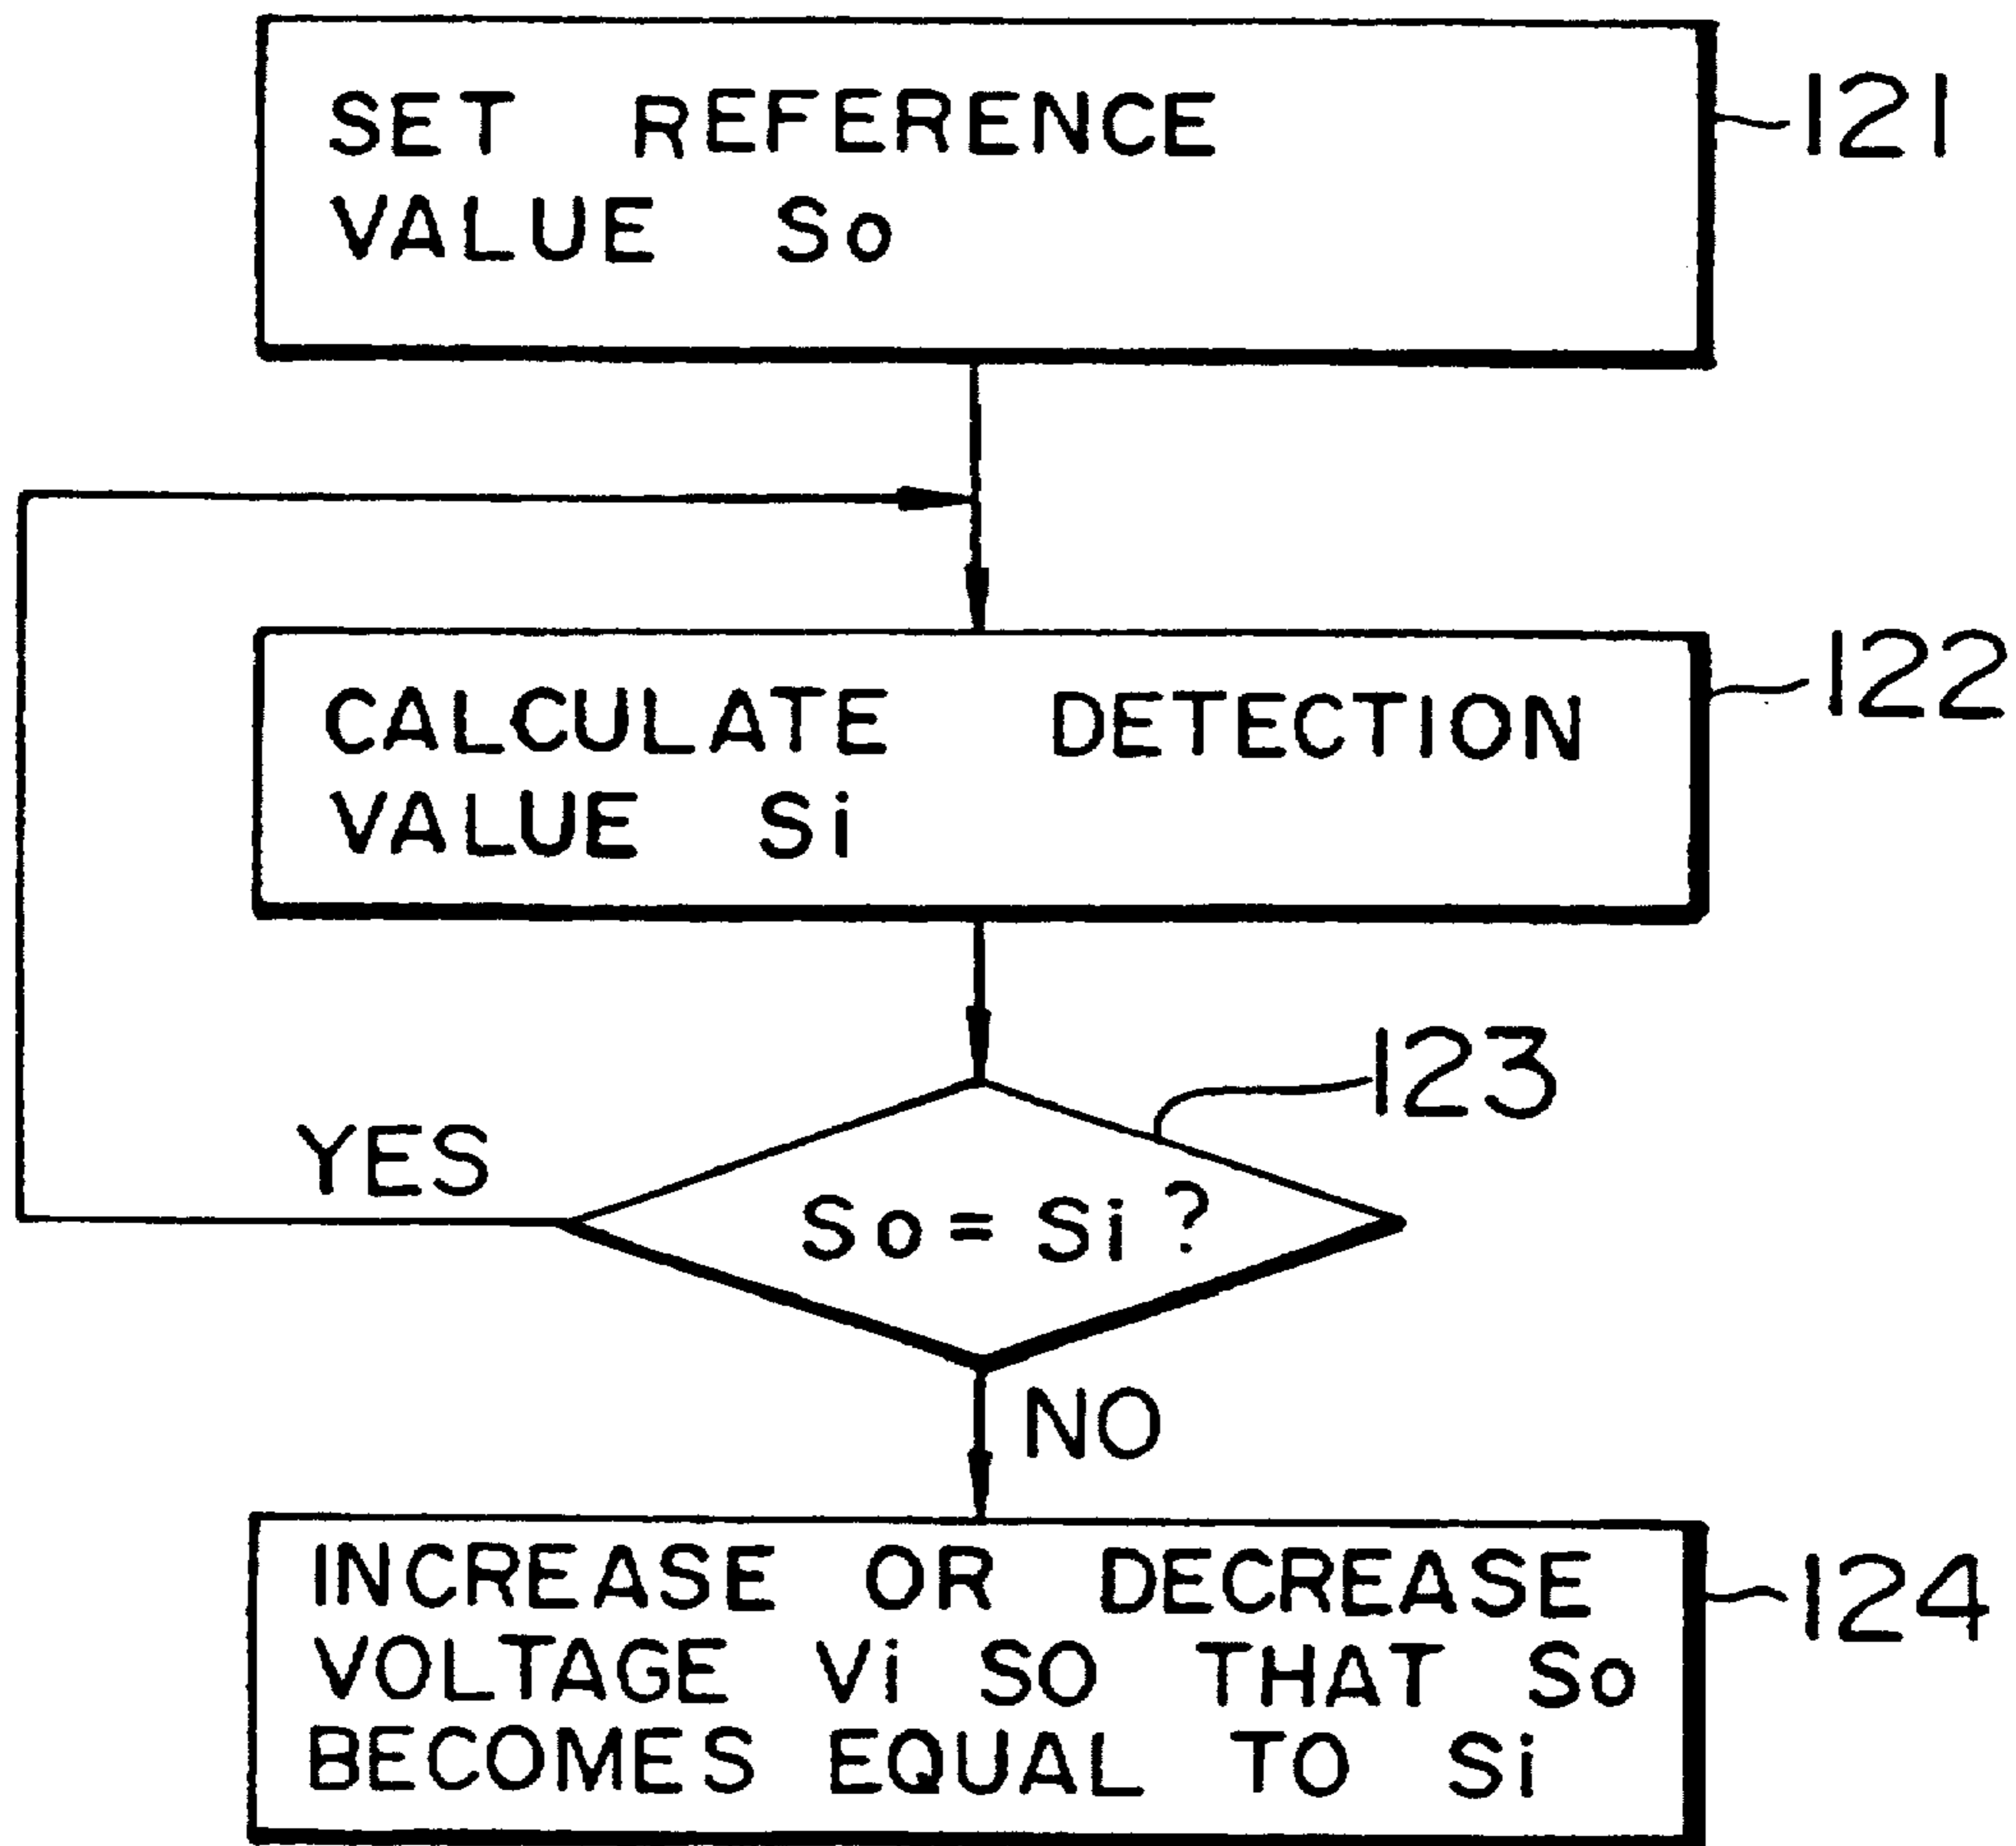 SET REFERENCE
VALUE So
121
CALCULATE DETECTION
VALUE Si
122
123
YES
So = Si ?
NO
INCREASE OR DECREASE
VOLTAGE Vi SO THAT So
BECOMES EQUAL TO Si
124